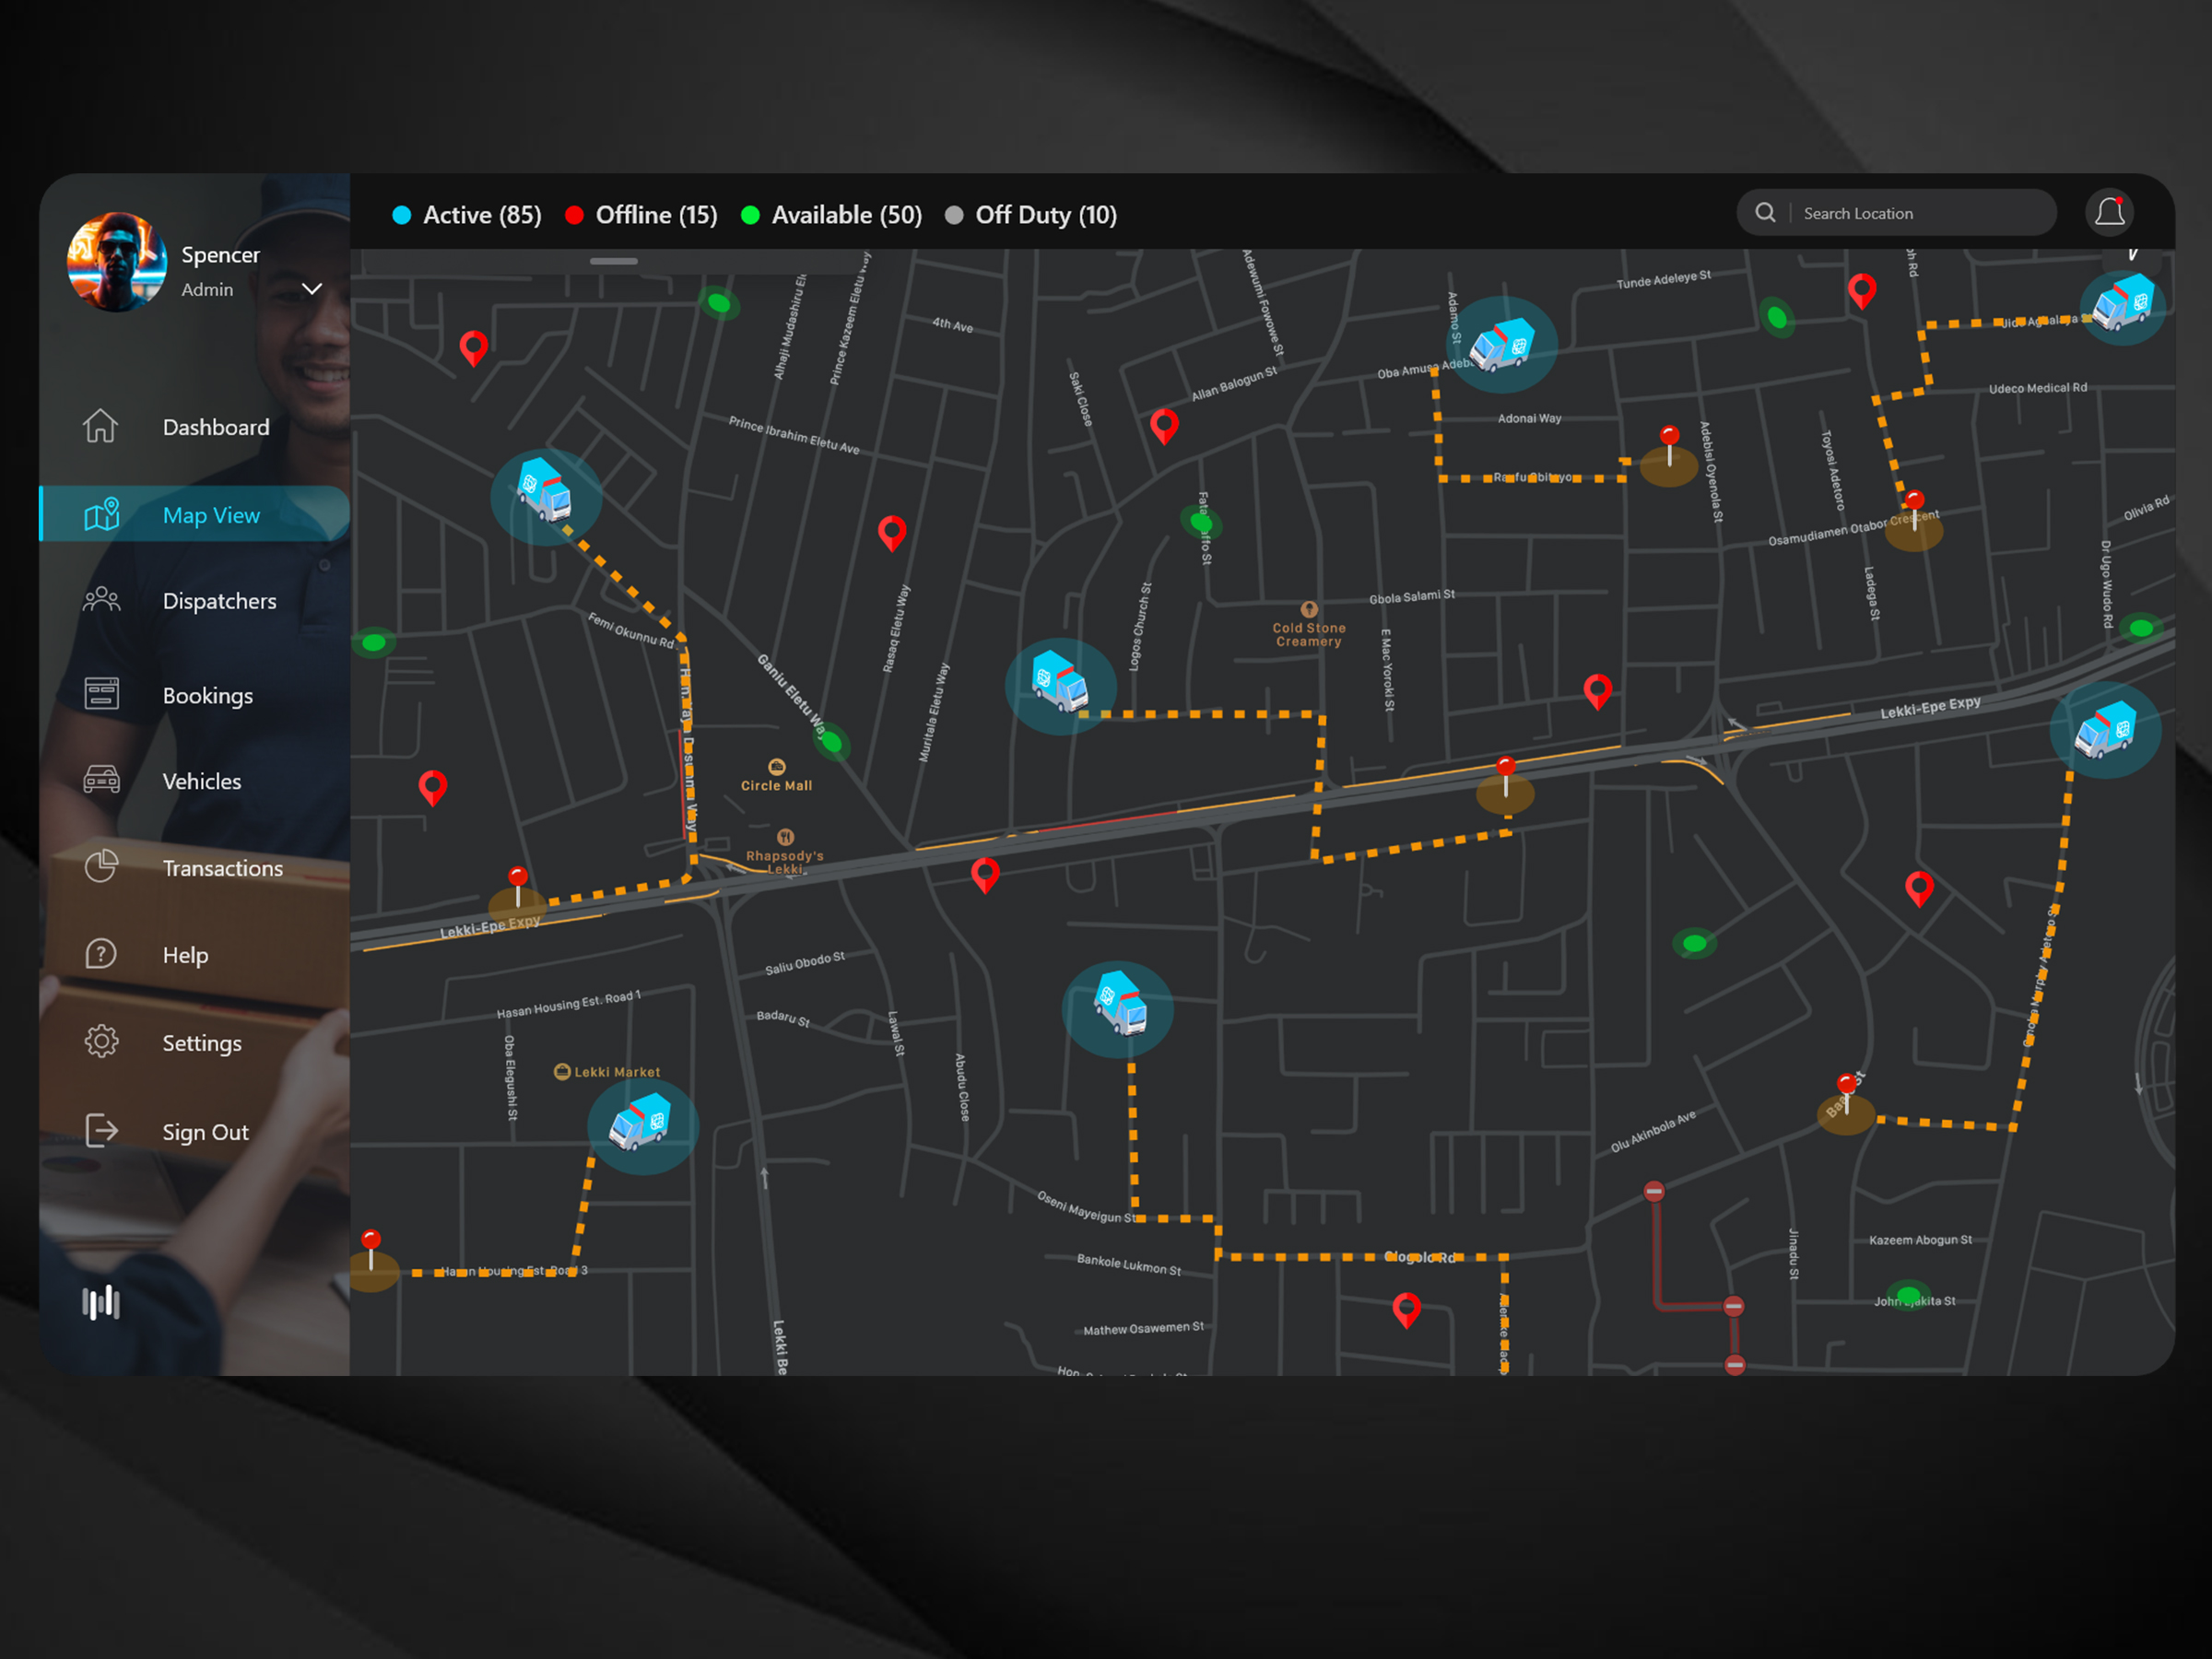 Active (85)
Offline (15)
Available (50)
Off Duty (10)
Search Location
Spencer
Admin
Dashboard
Map View
Dispatchers
Bookings
Vehicles
Transactions
Help
Settings
Sign Out
Alhaji Mudashiru
Prince Kazeem Eletu Way
4th Ave
Prince Ibrahim Eletu Ave
Saki Close
Adewumi Fowowe St
Allan Balogun St
Adamo St
Tunde Adeleye St
Oba Amusa
Adonai Way
Adebisi Oyenola St
Toyosi Adetoro
Udeco Medical Rd
Osamudiamen Otabor Crescent
Olivia Rd
Ladega St
Dr Ugo Wudo Rd
Gbola Salami St
Cold Stone
Creamery
E Mac Yoroki St
Logos Church St
Femi Okunnu Rd
Ganiu Eletu Way
Rasaq Eletu Way
Muritala Eletu Way
Circle Mall
Rhapsody's
Lekki
Lekki-Epe Expy
Lekki-Epe Expy
Saliu Obodo St
Hasan Housing Est. Road 1
Badaru St
Lawal St
Abudu Close
Oba Elegushi St
Lekki Market
Olu Akinbola Ave
Oseni Mayeigun St
Ologolo Rd
Bankole Lukmon St
Hasan Housing Est. Road 3
Mathew Osawemen St
Jinadu St
Kazeem Abogun St
Lekki